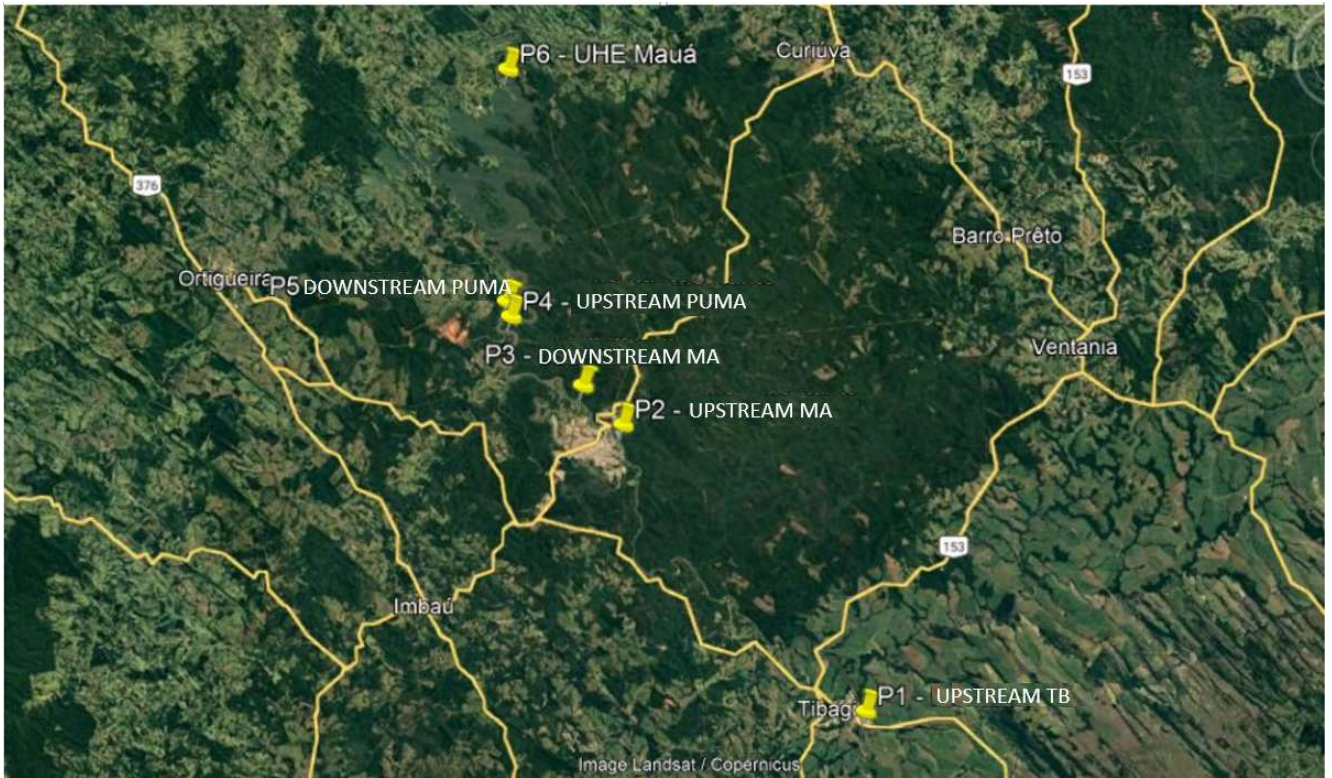 P6 - UHE Mauá
Curiúva
153
376
Barro Prêto
Ortigueira
P5 DOWNSTREAM PUMA
P4 - UPSTREAM PUMA
Ventania
P3 - DOWNSTREAM MA
P2 - UPSTREAM MA
153
Imbaú
P1 - UPSTREAM TB
Tibagi
Image Landsat / Copernicus